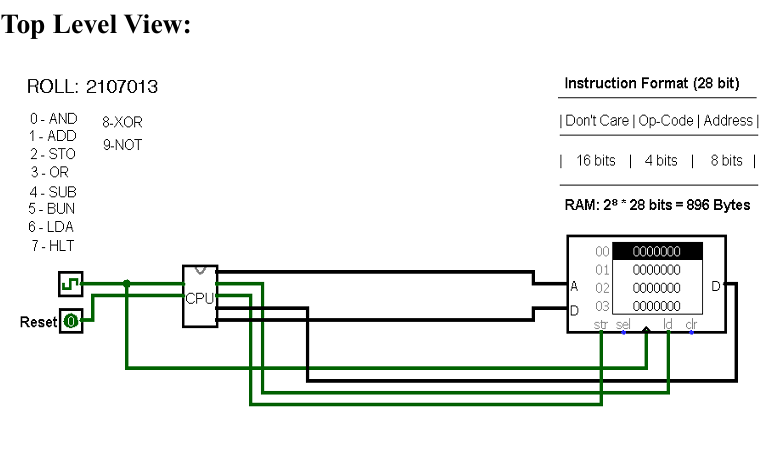 Top Level View:
ROLL: 2107013
0 - AND
1 - ADD
2 - STO
3 - OR
4 - SUB
5 - BUN
6 - LDA
7 - HLT
8-XOR
9-NOT
Instruction Format (28 bit)
| Don't Care | Op-Code | Address |
| 16 bits | 4 bits | 8 bits |
RAM: 2⁸ * 28 bits = 896 Bytes
CPU
Reset 0
00 0000000
01 0000000
02 0000000
03 0000000
A
D
D
str sel ld clr